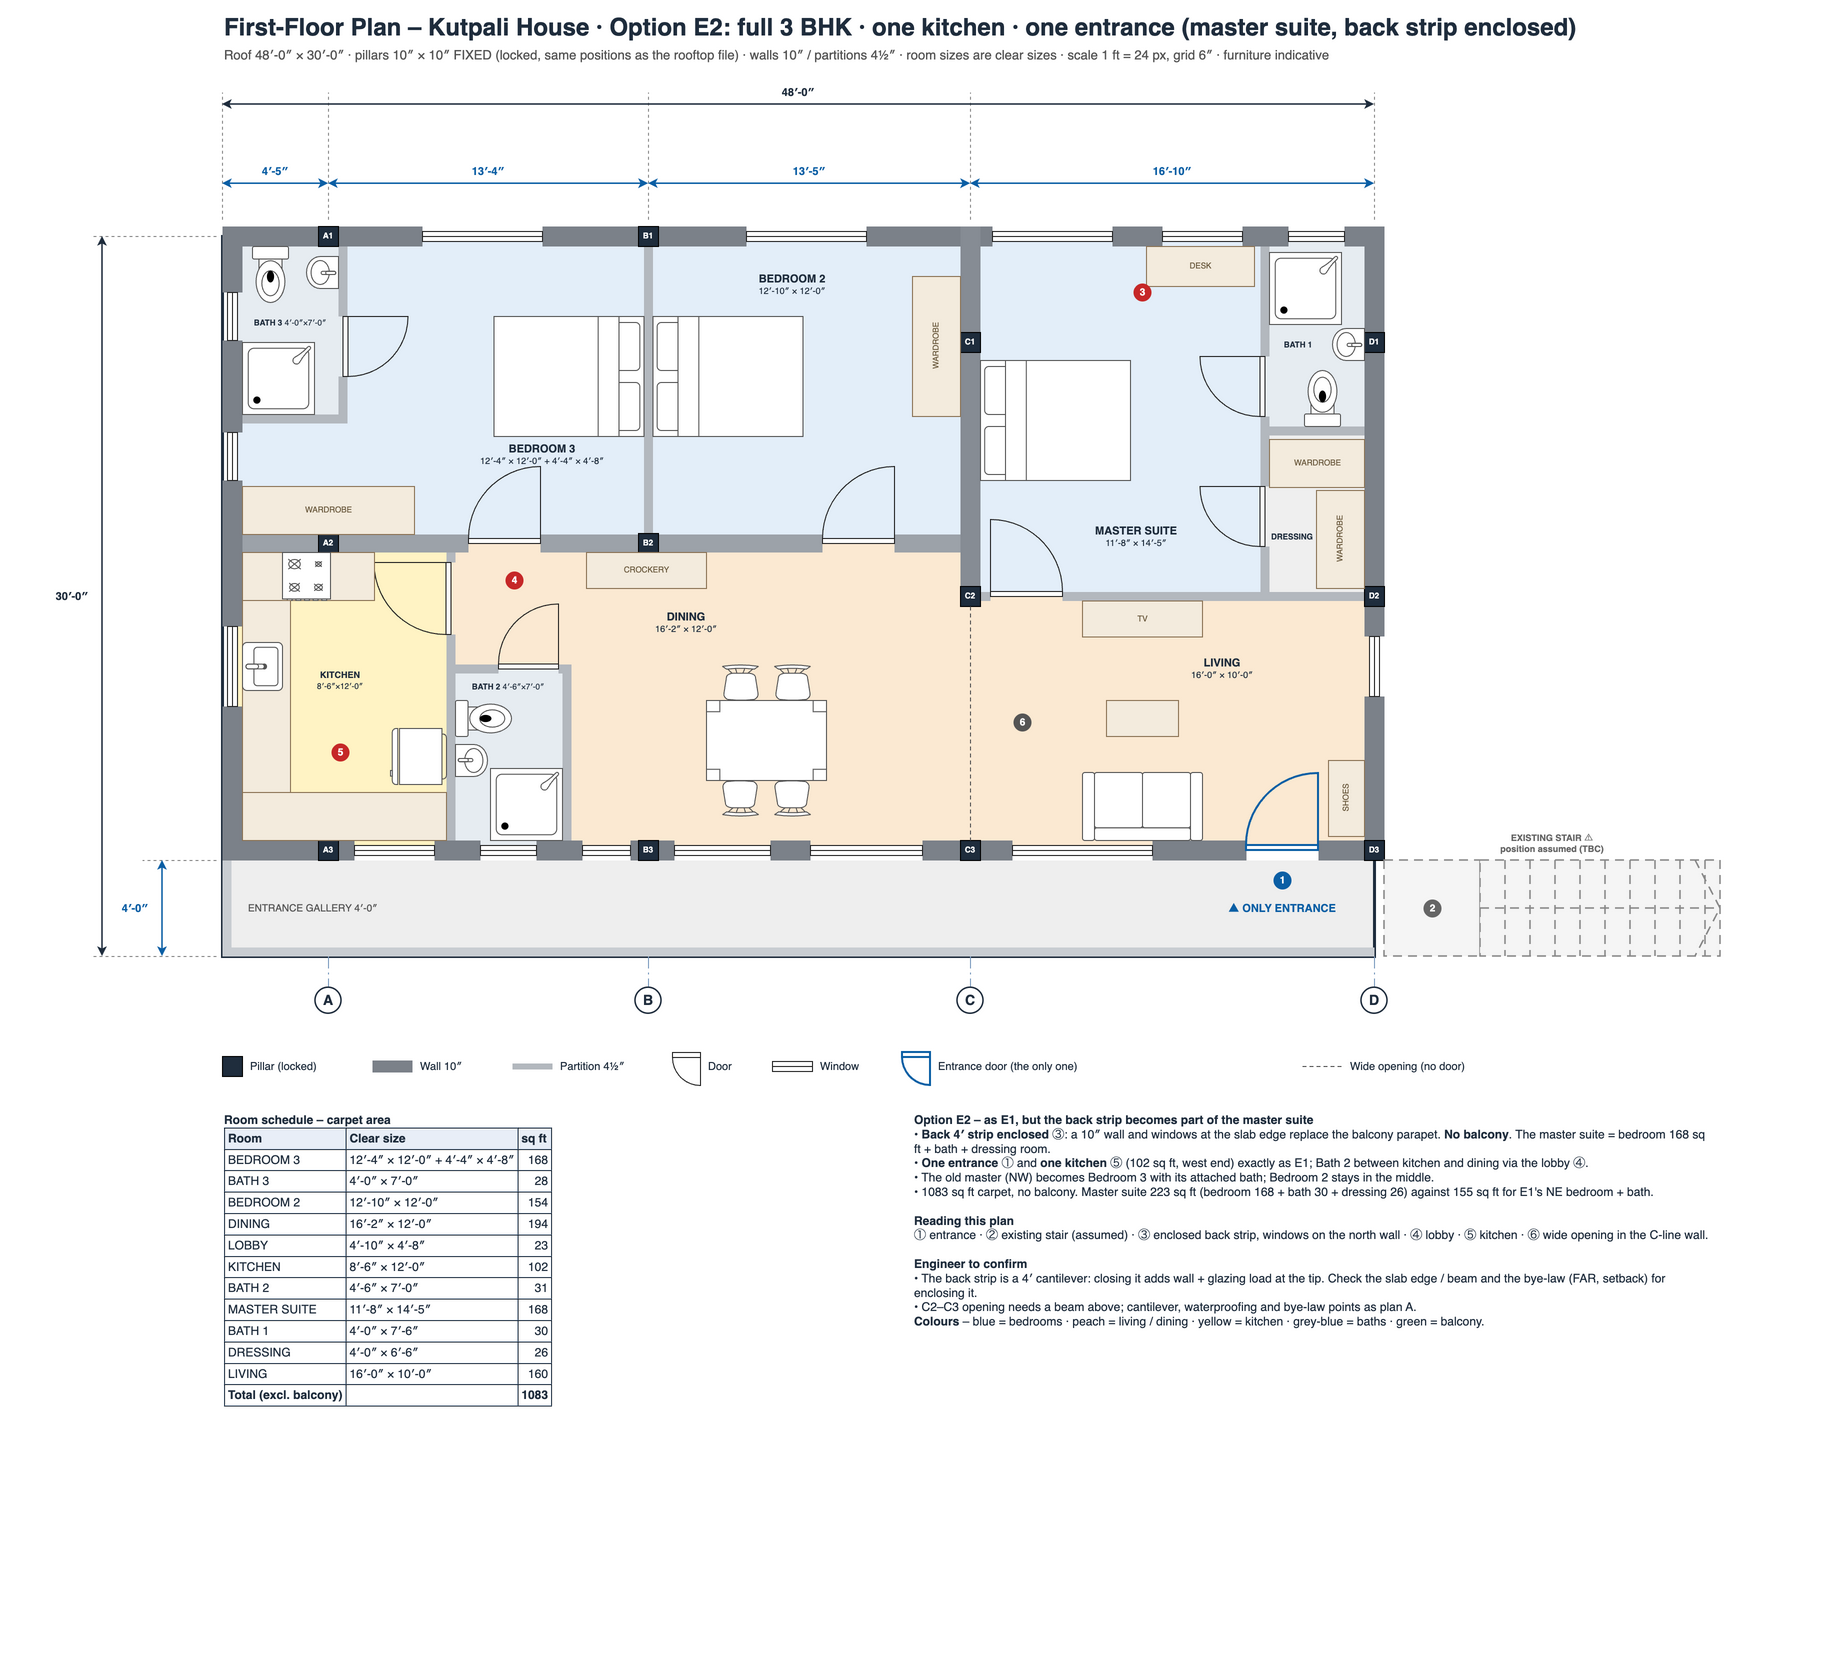 First-Floor Plan – Kutpali House · Option E2: full 3 BHK · one kitchen · one entrance (master suite, back strip enclosed)
Roof 48′-0″ × 30′-0″ · pillars 10″ × 10″ FIXED (locked, same positions as the rooftop file) · walls 10″ / partitions 4½″ · room sizes are clear sizes · scale 1 ft = 24 px, grid 6″ · furniture indicative
48′-0″
4′-5″
13′-4″
13′-5″
16′-10″
A1
B1
BEDROOM 2
12′-10″ × 12′-0″
DESK
3
BATH 3 4′-0″×7′-0″
WARDROBE
C1
BATH 1
D1
BEDROOM 3
12′-4″ × 12′-0″ + 4′-4″ × 4′-8″
WARDROBE
WARDROBE
MASTER SUITE
11′-8″ × 14′-5″
DRESSING
WARDROBE
A2
B2
CROCKERY
4
30′-0″
C2
D2
DINING
16′-2″ × 12′-0″
TV
LIVING
16′-0″ × 10′-0″
KITCHEN
8′-6″×12′-0″
BATH 2 4′-6″×7′-0″
6
5
SHOES
A3
B3
C3
D3
EXISTING STAIR ⚠
position assumed (TBC)
1
4′-0″
ENTRANCE GALLERY 4′-0″
▲ ONLY ENTRANCE
2
A
B
C
D
Pillar (locked)
Wall 10″
Partition 4½″
Door
Window
Entrance door (the only one)
Wide opening (no door)
Room schedule – carpet area
Room Clear size sq ft
BEDROOM 3 12′-4″ × 12′-0″ + 4′-4″ × 4′-8″ 168
BATH 3 4′-0″ × 7′-0″ 28
BEDROOM 2 12′-10″ × 12′-0″ 154
DINING 16′-2″ × 12′-0″ 194
LOBBY 4′-10″ × 4′-8″ 23
KITCHEN 8′-6″ × 12′-0″ 102
BATH 2 4′-6″ × 7′-0″ 31
MASTER SUITE 11′-8″ × 14′-5″ 168
BATH 1 4′-0″ × 7′-6″ 30
DRESSING 4′-0″ × 6′-6″ 26
LIVING 16′-0″ × 10′-0″ 160
Total (excl. balcony) 1083
Option E2 – as E1, but the back strip becomes part of the master suite
• Back 4′ strip enclosed ③: a 10″ wall and windows at the slab edge replace the balcony parapet. No balcony. The master suite = bedroom 168 sq
ft + bath + dressing room.
• One entrance ① and one kitchen ⑤ (102 sq ft, west end) exactly as E1; Bath 2 between kitchen and dining via the lobby ④.
• The old master (NW) becomes Bedroom 3 with its attached bath; Bedroom 2 stays in the middle.
• 1083 sq ft carpet, no balcony. Master suite 223 sq ft (bedroom 168 + bath 30 + dressing 26) against 155 sq ft for E1's NE bedroom + bath.
Reading this plan
① entrance · ② existing stair (assumed) · ③ enclosed back strip, windows on the north wall · ④ lobby · ⑤ kitchen · ⑥ wide opening in the C-line wall.
Engineer to confirm
• The back strip is a 4′ cantilever: closing it adds wall + glazing load at the tip. Check the slab edge / beam and the bye-law (FAR, setback) for
enclosing it.
• C2–C3 opening needs a beam above; cantilever, waterproofing and bye-law points as plan A.
Colours – blue = bedrooms · peach = living / dining · yellow = kitchen · grey-blue = baths · green = balcony.